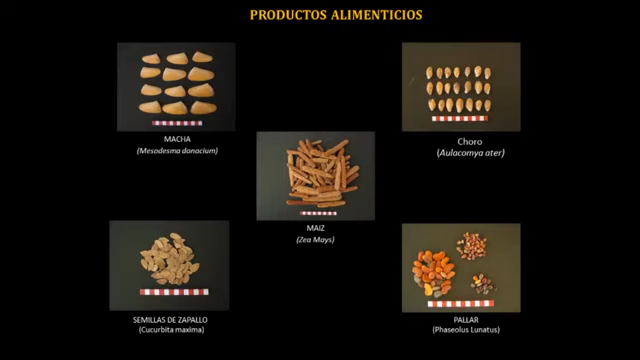 PRODUCTOS ALIMENTICIOS
MACHA
(Mesodesma donacium)
Choro
(Aulacomya ater)
MAIZ
(Zea Mays)
SEMILLAS DE ZAPALLO
(Cucurbita maxima)
PALLAR
(Phaseolus Lunatus)